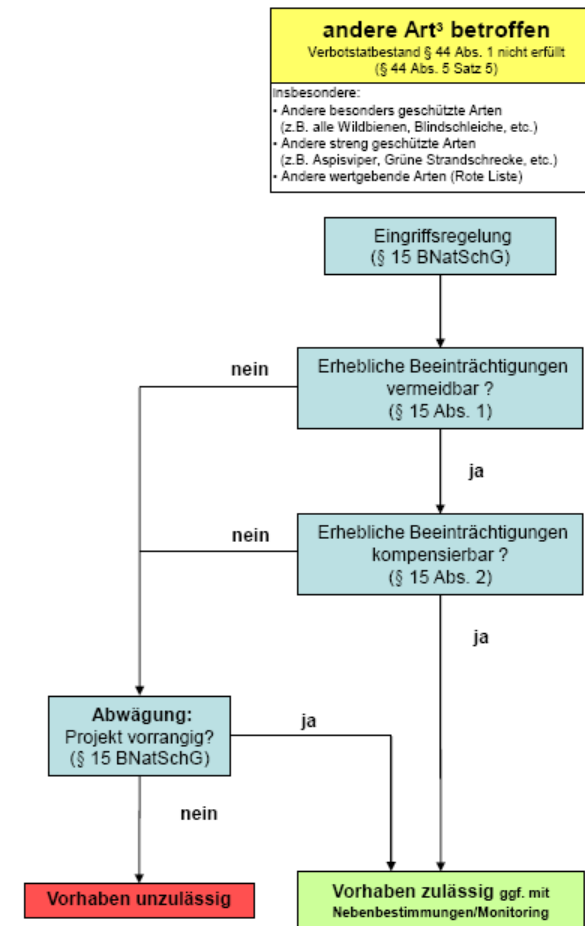 andere Art³ betroffen
Verbotstatbestand § 44 Abs. 1 nicht erfüllt
(§ 44 Abs. 5 Satz 5)
Insbesondere:
• Andere besonders geschützte Arten
(z.B. alle Wildbienen, Blindschleiche, etc.)
• Andere streng geschützte Arten
(z.B. Aspisviper, Grüne Strandschrecke, etc.)
• Andere wertgebende Arten (Rote Liste)
Eingriffsregelung
(§ 15 BNatSchG)
nein
Erhebliche Beeinträchtigungen
vermeidbar ?
(§ 15 Abs. 1)
ja
nein
Erhebliche Beeinträchtigungen
kompensierbar ?
(§ 15 Abs. 2)
ja
Abwägung:
Projekt vorrangig?
(§ 15 BNatSchG)
ja
nein
Vorhaben unzulässig
Vorhaben zulässig ggf. mit
Nebenbestimmungen/Monitoring